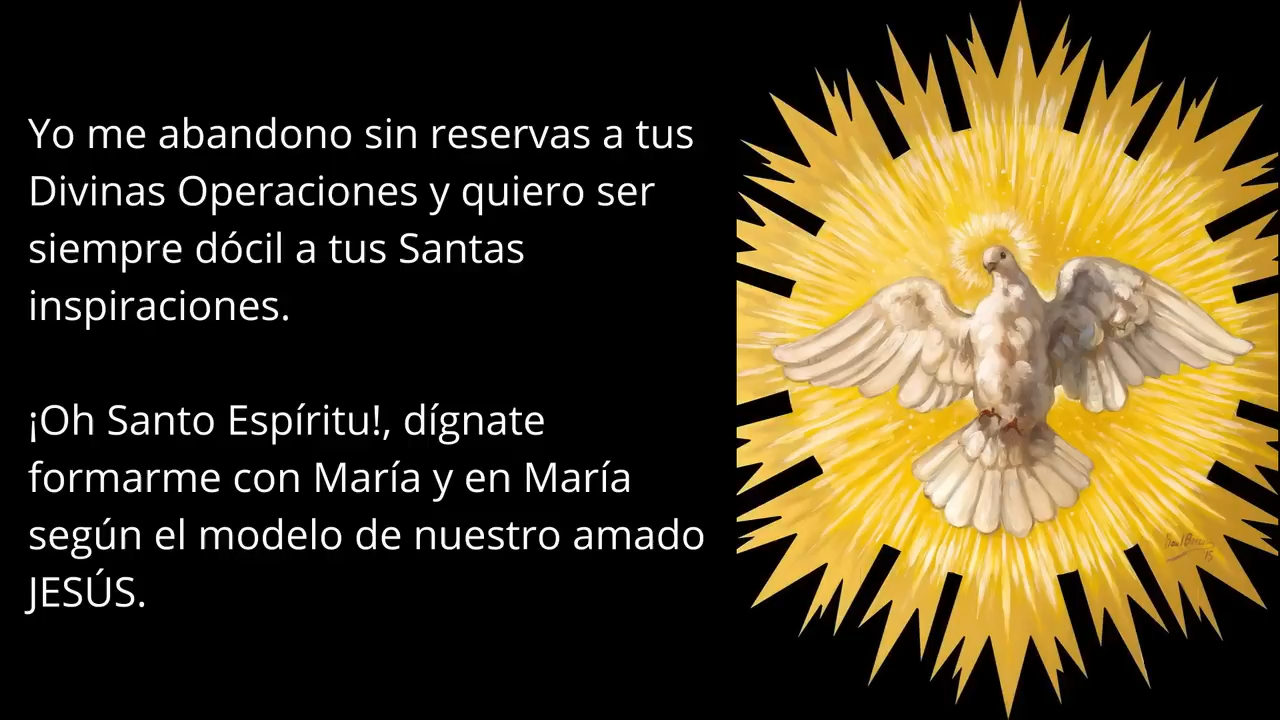 Yo me abandono sin reservas a tus
Divinas Operaciones y quiero ser
siempre dócil a tus Santas
inspiraciones.
¡Oh Santo Espíritu!, dígnate
formarme con María y en María
según el modelo de nuestro amado
JESÚS.